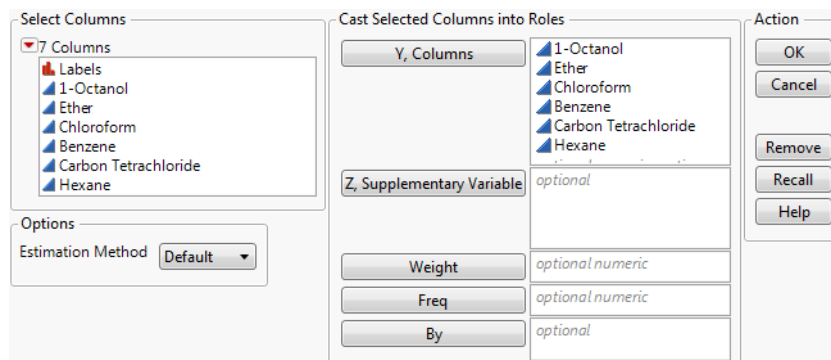 Select Columns
7 Columns
Labels
1-Octanol
Ether
Chloroform
Benzene
Carbon Tetrachloride
Hexane
Options
Estimation Method
Default
Cast Selected Columns into Roles
Y, Columns
1-Octanol
Ether
Chloroform
Benzene
Carbon Tetrachloride
Hexane
Z, Supplementary Variable
optional
Weight
optional numeric
Freq
optional numeric
By
optional
Action
OK
Cancel
Remove
Recall
Help